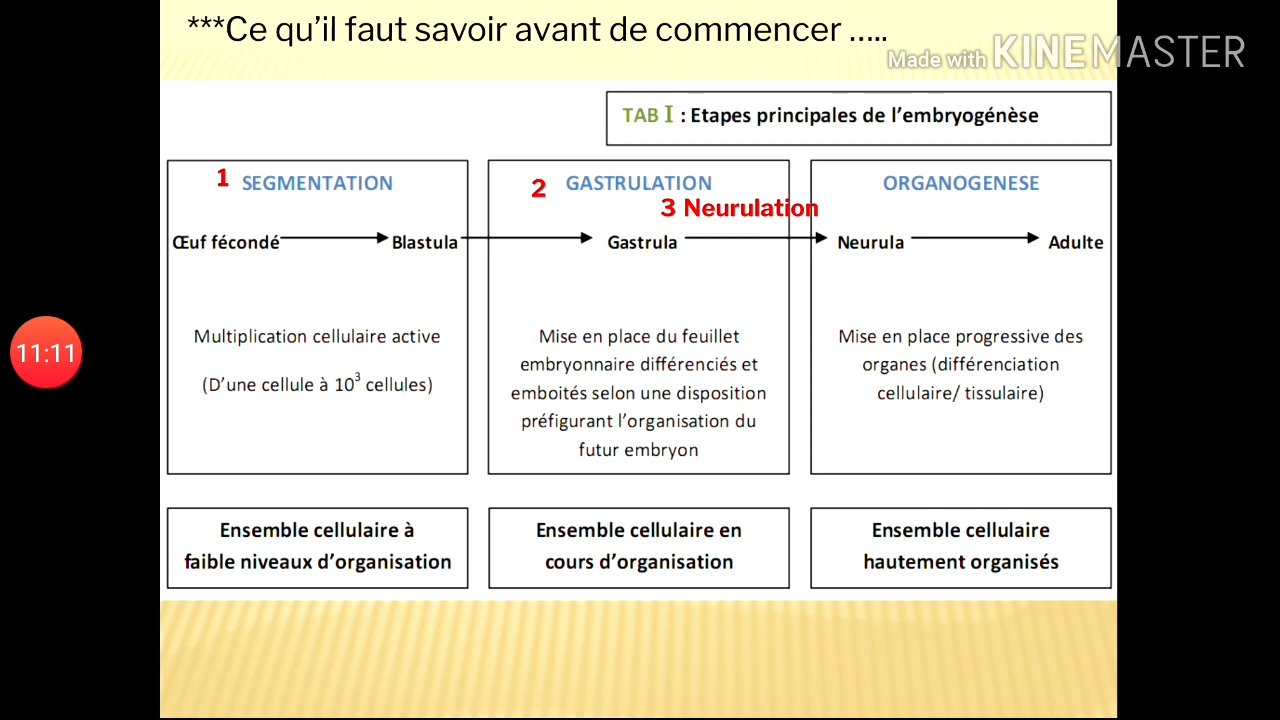 ***Ce qu’il faut savoir avant de commencer …..
Made with KINEMASTER
TAB I : Etapes principales de l’embryogénèse
1 SEGMENTATION
Œuf fécondé Blastula
Multiplication cellulaire active
(D’une cellule à 10³ cellules)
Ensemble cellulaire à
faible niveaux d’organisation
2 GASTRULATION
3 Neurulation
Gastrula
Mise en place du feuillet
embryonnaire différenciés et
emboités selon une disposition
préfigurant l’organisation du
futur embryon
Ensemble cellulaire en
cours d’organisation
ORGANOGENESE
Neurula Adulte
Mise en place progressive des
organes (différenciation
cellulaire/ tissulaire)
Ensemble cellulaire
hautement organisés
11:11